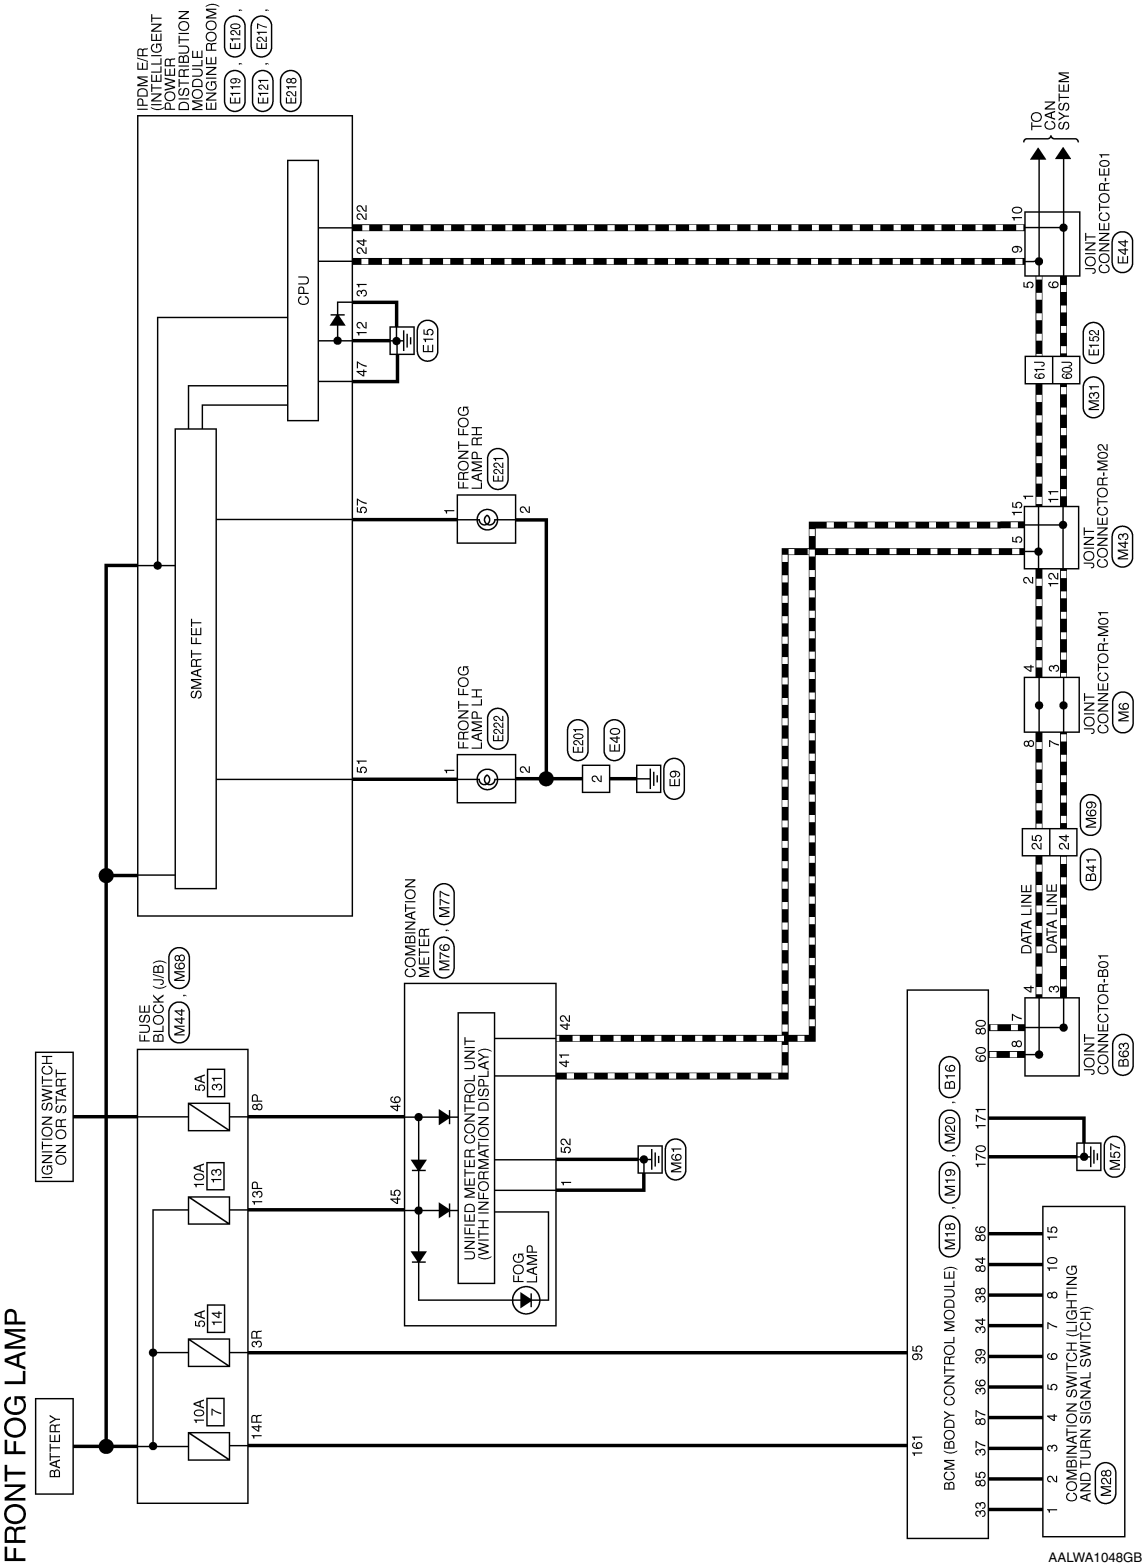 FRONT FOG LAMP
BATTERY
IGNITION SWITCH
ON OR START
FUSE
BLOCK (J/B)
M44 , M68
10A
7
5A
14
10A
13
5A
31
14R
3R
13P
8P
IPDM E/R
(INTELLIGENT
POWER
DISTRIBUTION
MODULE
ENGINE ROOM)
E119 , E120 ,
E121 , E217 ,
E218
SMART FET
CPU
51
57
47
12
31
24
22
E15
FRONT FOG
LAMP LH
E222
1
2
FRONT FOG
LAMP RH
E221
1
2
E201
2
E40
E9
COMBINATION
METER
M76 , M77
45
46
UNIFIED METER CONTROL UNIT
(WITH INFORMATION DISPLAY)
FOG
LAMP
1
52
41
42
M61
161
95
BCM (BODY CONTROL MODULE)
M18 , M19 , M20 , B16
33
85
37
87
36
39
34
38
84
86
170
171
60
80
1
2
3
4
5
6
7
8
10
15
COMBINATION SWITCH (LIGHTING
AND TURN SIGNAL SWITCH)
M28
M57
8
7
4
3
JOINT
CONNECTOR-B01
B63
DATA LINE
DATA LINE
25
24
B41
M69
8
7
4
3
JOINT
CONNECTOR-M01
M6
2
12
5
15
1
11
JOINT
CONNECTOR-M02
M43
61J
60J
M31
E152
5
6
9
10
JOINT
CONNECTOR-E01
E44
TO
CAN
SYSTEM
AALWA1048GB